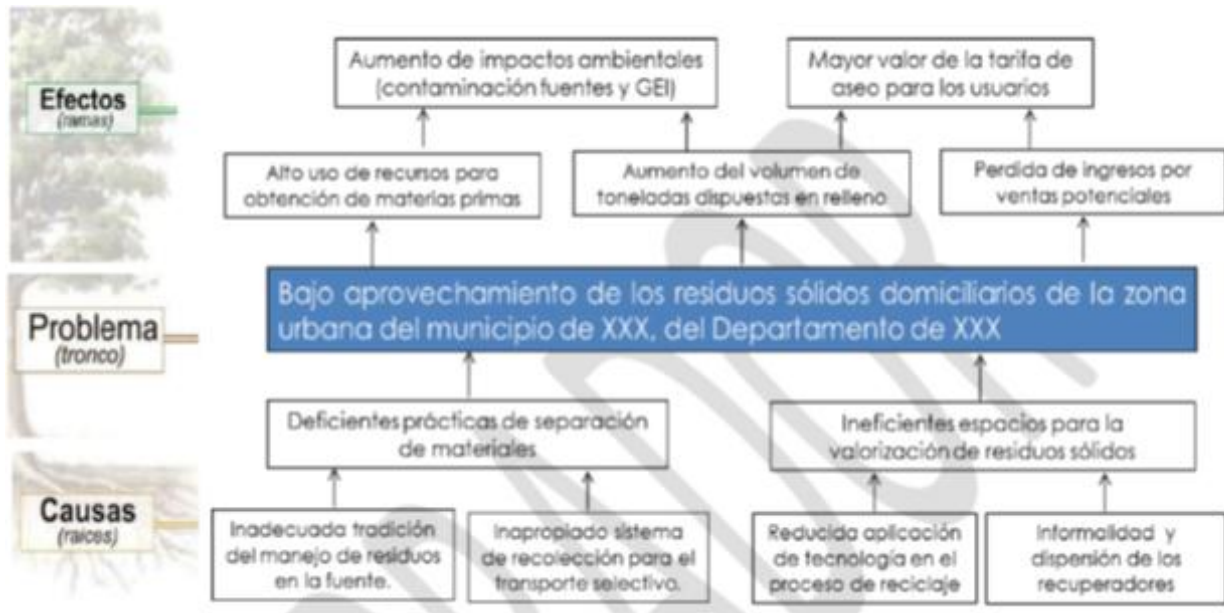 Aumento de impactos ambientales
(contaminación fuentes y GEI)
Mayor valor de la tarifa de
aseo para los usuarios
Efectos
(ramas)
Alto uso de recursos para
obtención de materias primas
Aumento del volumen de
toneladas dispuestas en relleno
Perdida de ingresos por
ventas potenciales
Problema
(tronco)
Bajo aprovechamiento de los residuos sólidos domiciliarios de la zona
urbana del municipio de XXX, del Departamento de XXX
Deficientes prácticas de separación
de materiales
Ineficientes espacios para la
valorización de residuos sólidos
Causas
(raíces)
Inadecuada tradición
del manejo de residuos
en la fuente.
Inapropiado sistema
de recolección para el
transporte selectivo.
Reducida aplicación
de tecnología en el
proceso de reciclaje
Informalidad y
dispersión de los
recuperadores